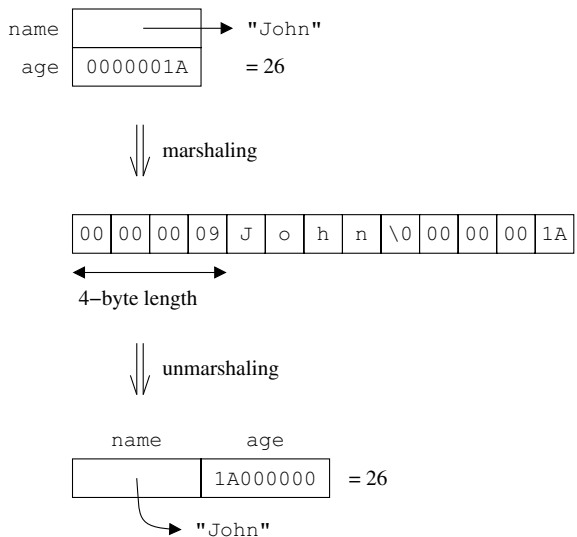 name "John"
age 0000001A = 26
marshaling
00 00 00 09 J o h n \0 00 00 00 1A
4−byte length
unmarshaling
name age
1A000000 = 26
"John"